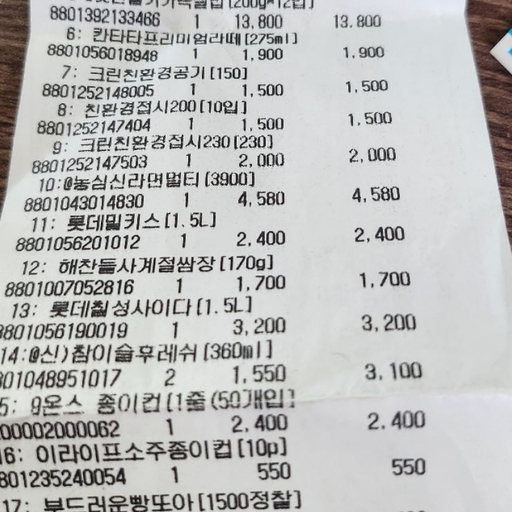 [200g*12입]
8801392133466 1 13,800 13,800
6: 칸타타프리미엄라떼[275ml]
8801056018948 1 1,900 1,900
7: 크린친환경공기[150]
8801252148005 1 1,500 1,500
8: 친환경접시200[10입]
8801252147404 1 1,500 1,500
9: 크린친환경접시230[230]
8801252147503 1 2,000 2,000
10:@농심신라면멀티[3900]
8801043014830 1 4,580 4,580
11: 롯데밀키스[1.5L]
8801056201012 1 2,400 2,400
12: 해찬들사계절쌈장[170g]
8801007052816 1 1,700 1,700
13: 롯데칠성사이다[1.5L]
8801056190019 1 3,200 3,200
14:@신)참이슬후레쉬[360ml]
801048951017 2 1,550 3,100
5: 9온스 종이컵[1줄(50개입]
00002000062 1 2,400 2,400
16: 이라이프소주종이컵[10p]
801235240054 1 550 550
17: 부드러운빵또아[1500정찰]